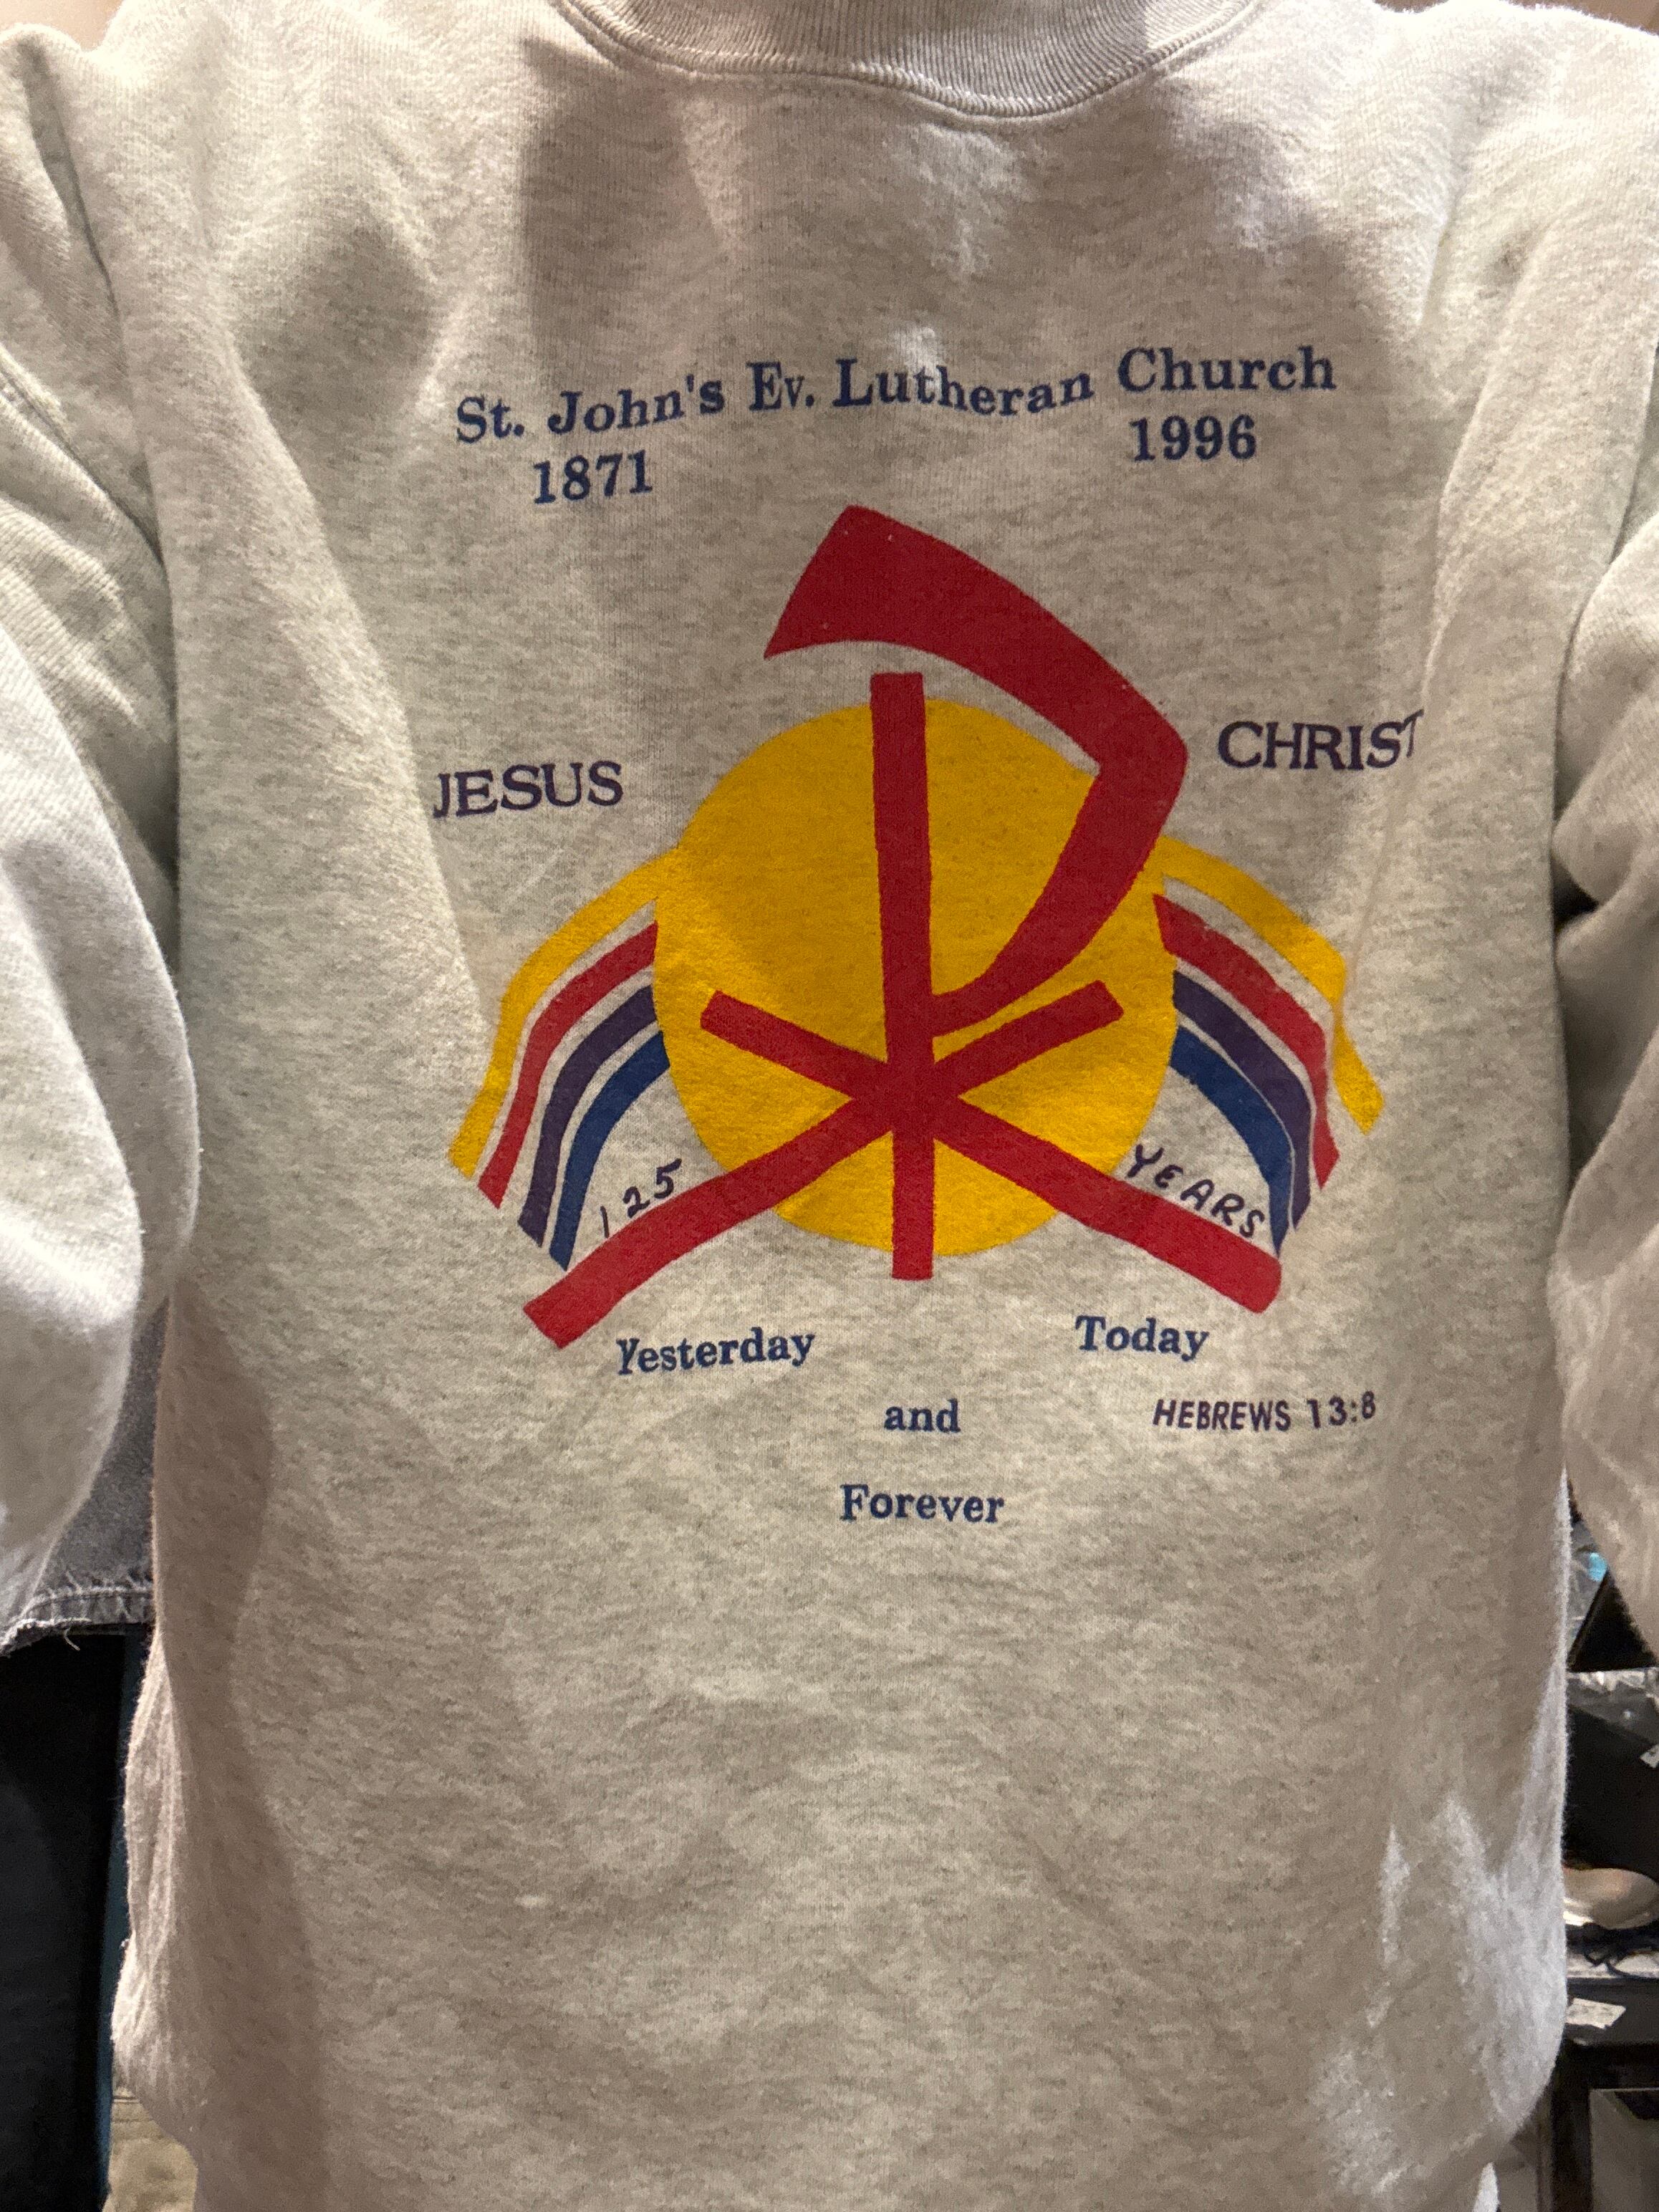 St. John's Ev. Lutheran Church
1871 1996
JESUS CHRIST
125 YEARS
Yesterday Today
and HEBREWS 13:8
Forever